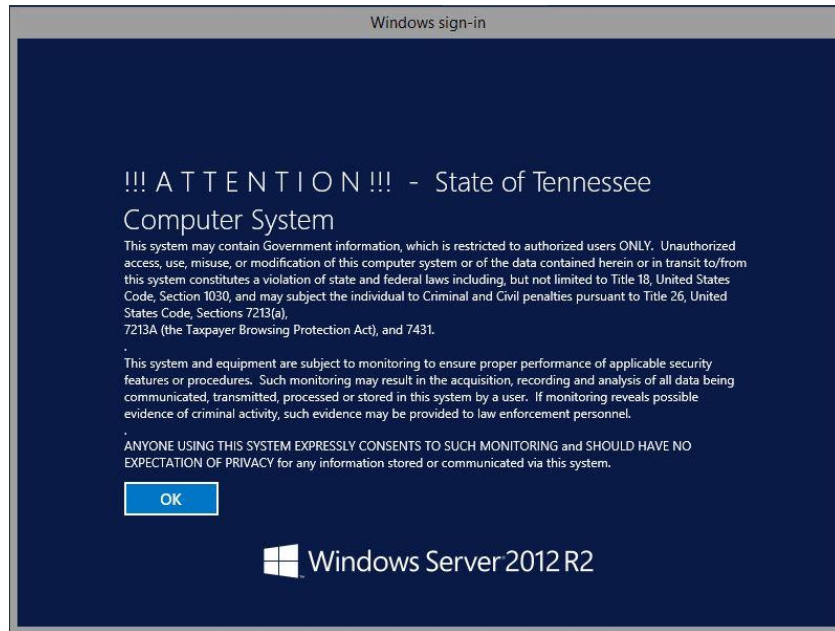 Windows sign-in
!!! A T T E N T I O N !!! - State of Tennessee
Computer System
This system may contain Government information, which is restricted to authorized users ONLY. Unauthorized
access, use, misuse, or modification of this computer system or of the data contained herein or in transit to/from
this system constitutes a violation of state and federal laws including, but not limited to Title 18, United States
Code, Section 1030, and may subject the individual to Criminal and Civil penalties pursuant to Title 26, United
States Code, Sections 7213(a),
7213A (the Taxpayer Browsing Protection Act), and 7431.
.
This system and equipment are subject to monitoring to ensure proper performance of applicable security
features or procedures. Such monitoring may result in the acquisition, recording and analysis of all data being
communicated, transmitted, processed or stored in this system by a user. If monitoring reveals possible
evidence of criminal activity, such evidence may be provided to law enforcement personnel.
.
ANYONE USING THIS SYSTEM EXPRESSLY CONSENTS TO SUCH MONITORING and SHOULD HAVE NO
EXPECTATION OF PRIVACY for any information stored or communicated via this system.
OK
Windows Server 2012 R2